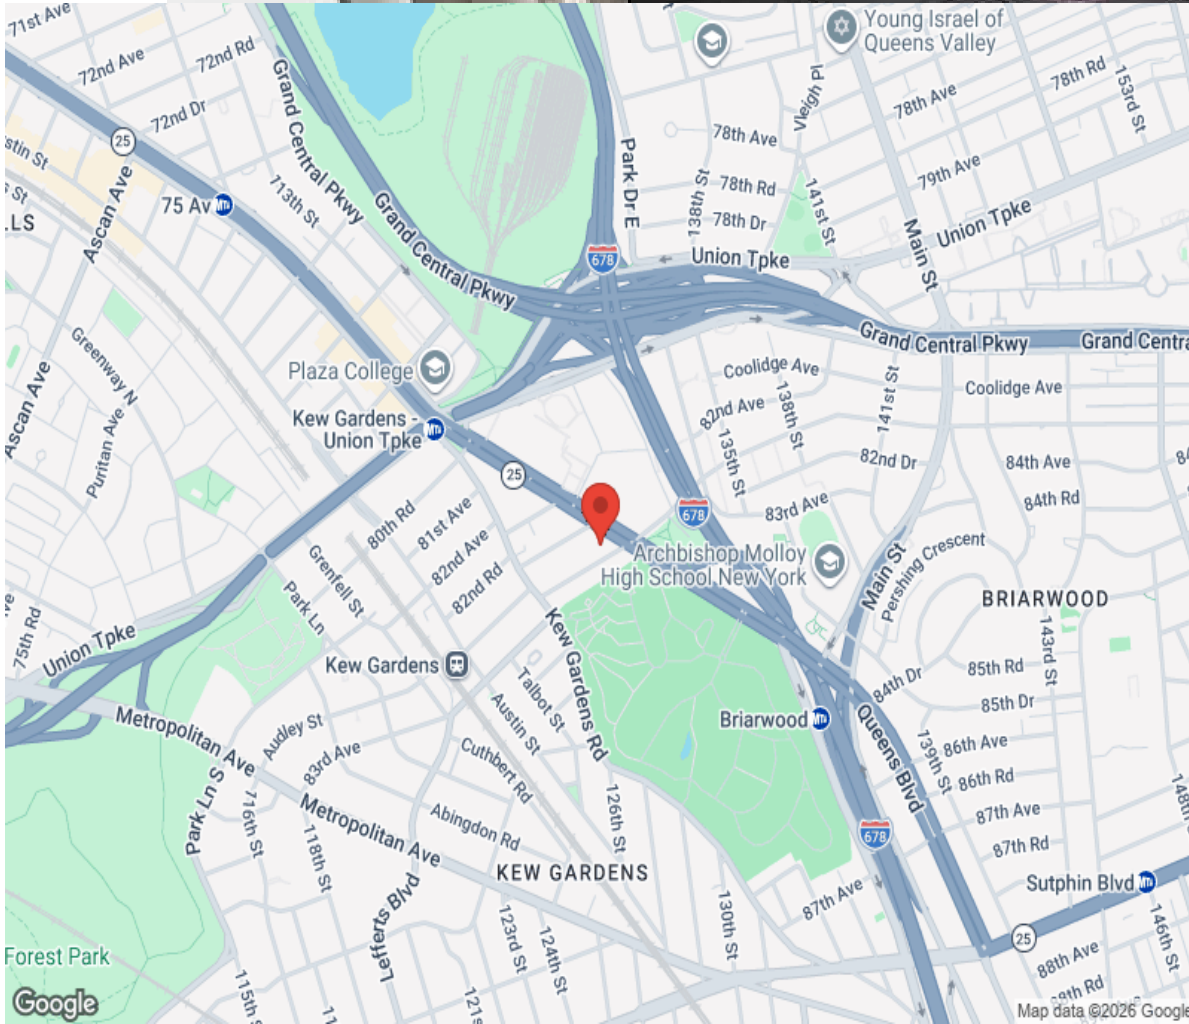 71st Ave
72nd Ave
72nd Rd
72nd Dr
Young Israel of
Queens Valley
78th Rd
153rd St
78th Ave
Vleigh Pl
25
Grand Central Pkwy
Park Dr E
78th Ave
79th Ave
Ascan Ave
75 Av
713th St
Grand Central Pkwy
138th St
78th Rd
141st St
78th Dr
Union Tpke
Main St
LLS
678
Union Tpke
Greenway N
Plaza College
Grand Central Pkwy
Grand Centra
Coolidge Ave
Coolidge Ave
Ascan Ave
Puritan Ave
Kew Gardens -
Union Tpke
82nd Ave
138th St
141st St
135th St
82nd Dr
84th Ave
25
84th Rd
80th Rd
81st Ave
678
83rd Ave
82nd Ave
82nd Rd
Archbishop Molloy
High School New York
Main St
Pershing Crescent
Grenfell St
Park Ln
BRIARWOOD
75th Rd
Union Tpke
Kew Gardens Rd
143rd St
Kew Gardens
Talbot St
85th Rd
84th Dr
85th Dr
Austin St
Briarwood
Metropolitan Ave
Audley St
83rd Ave
Cuthbert Rd
Queens Blvd
139th St
86th Ave
86th Rd
Park Ln S
716th St
118th St
Metropolitan Ave
Abingdon Rd
126th St
678
87th Ave
87th Rd
148th
KEW GARDENS
Sutphin Blvd
87th Ave
Lefferts Blvd
123rd St
124th St
130th St
25
146th St
Forest Park
88th Ave
88th Rd
115th S
121s
Google
Map data ©2026 Google